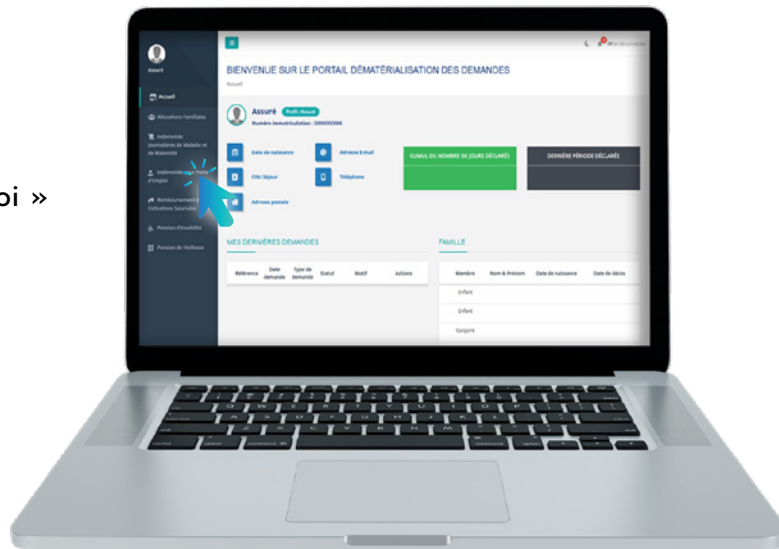 oi »
BIENVENUE SUR LE PORTAIL DÉMATÉRIALISATION DES DEMANDES
Accueil
Assuré
Accueil
Allocations Familiales
Indemnités
Journalières de Maladie et
de Maternité
Indemnités pour Perte
d'Emploi
Remboursement
Cotisations Salariales
Pension d'Invalidité
Pension de Vieillesse
Assuré
Profil : Assuré
Numéro immatriculation : XXXXXXXXX
Date de naissance
Adresse E-mail
CNI/ Séjour
Téléphone
Adresse postale
CUMUL DU NOMBRE DE JOURS DÉCLARÉS
DERNIÈRE PÉRIODE DÉCLARÉE
MES DERNIÈRES DEMANDES
Référence Date demande Type de demande Statut Motif Actions
FAMILLE
Membre Nom & Prénom Date de naissance Date de décès
Enfant
Enfant
Conjoint